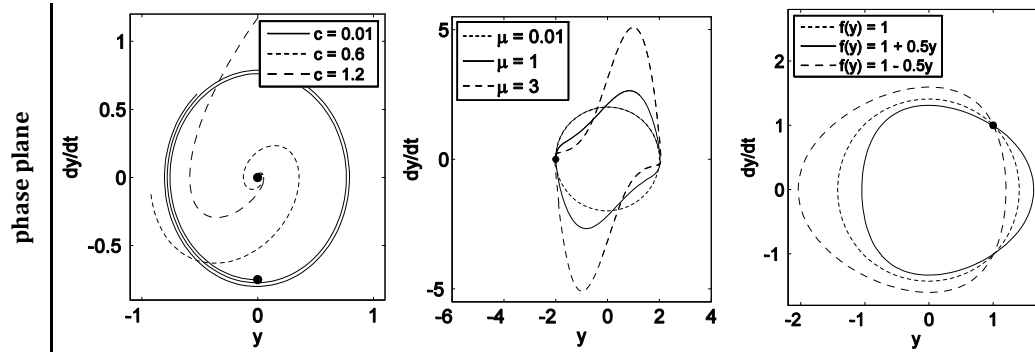 phase plane
c = 0.01
c = 0.6
c = 1.2
1
0.5
0
-0.5
-1 0 1
dy/dt
y
μ = 0.01
μ = 1
μ = 3
5
0
-5
-6 -4 -2 0 2 4
dy/dt
y
f(y) = 1
f(y) = 1 + 0.5y
f(y) = 1 - 0.5y
2
1
0
-1
-2 -1 0 1
dy/dt
y